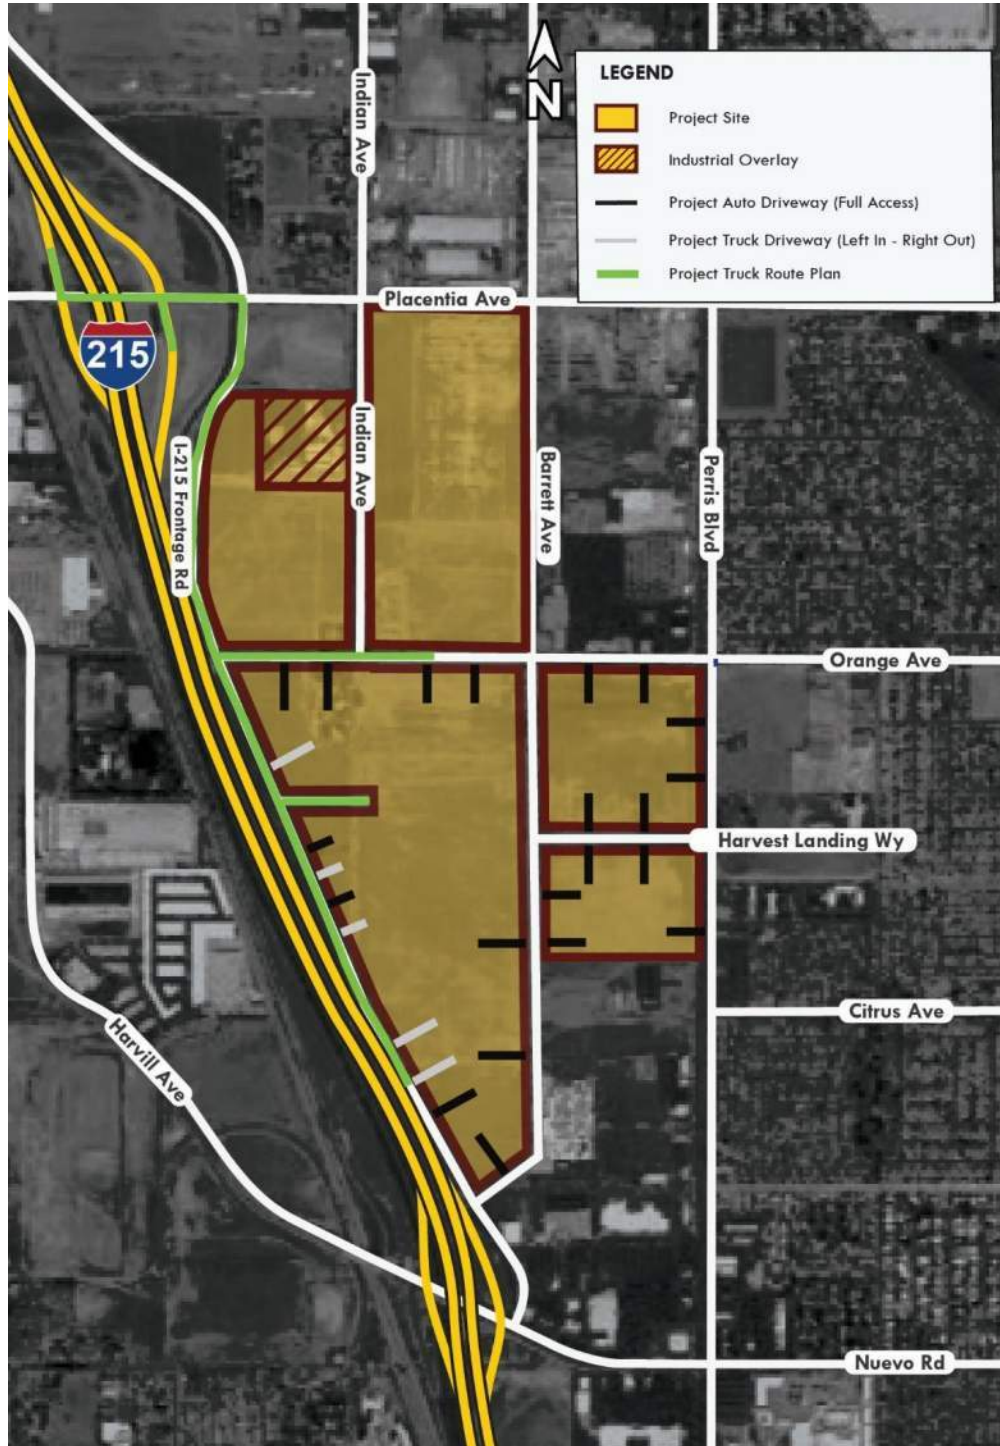 Indian Ave
N
LEGEND
Project Site
Industrial Overlay
Project Auto Driveway (Full Access)
Project Truck Driveway (Left In - Right Out)
Project Truck Route Plan
Placentia Ave
215
I-215 Frontage Rd
Indian Ave
Barrett Ave
Perris Blvd
Orange Ave
Harvest Landing Wy
Citrus Ave
Harvill Ave
Nuevo Rd